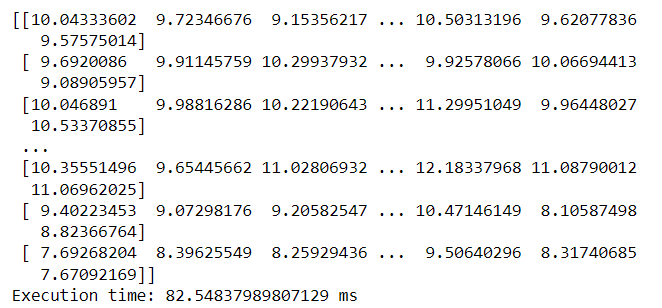 [[10.04333602  9.72346676  9.15356217 ... 10.50313196  9.62077836
   9.57575014]
 [ 9.6920086   9.91145759 10.29937932 ...  9.92578066 10.06694413
   9.08905957]
 [10.046891    9.98816286 10.22190643 ... 11.29951049  9.96448027
  10.53370855]
 ...
 [10.35551496  9.65445662 11.02806932 ... 12.18337968 11.08790012
  11.06962025]
 [ 9.40223453  9.07298176  9.20582547 ... 10.47146149  8.10587498
   8.82366764]
 [ 7.69268204  8.39625549  8.25929436 ...  9.50640296  8.31740685
   7.67092169]]
Execution time: 82.54837989807129 ms